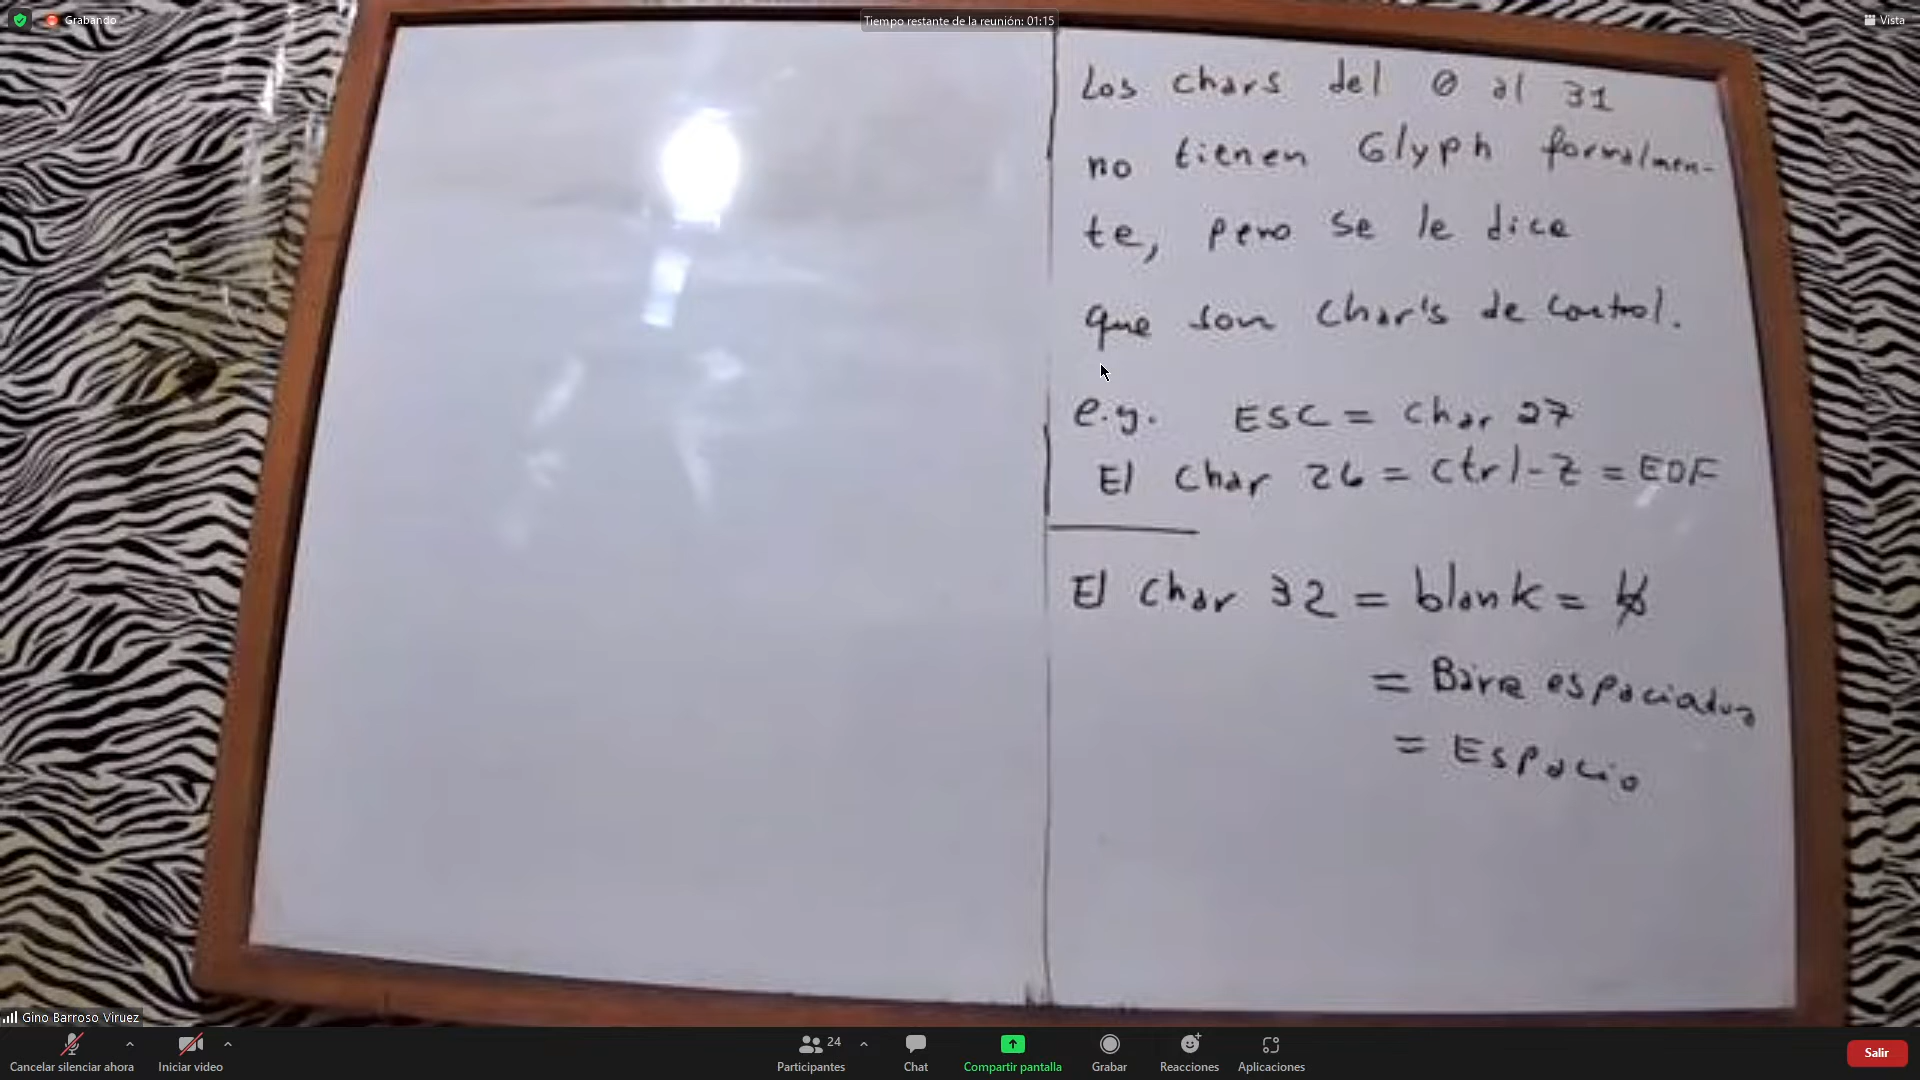 Grabando
Tiempo restante de la reunión: 01:15
Vista
Los chars del 0 al 31
no tienen Glyph formalmen-
te, pero se le dice
que son char's de control.
e.g. ESC = Char 27
El Char 26 = Ctrl-Z = EOF
El Char 32 = blank = b̸
= Barra espaciadora
= Espacio
Gino Barroso Viruez
24
Cancelar silenciar ahora
Iniciar video
Participantes
Chat
Compartir pantalla
Grabar
Reacciones
Aplicaciones
Salir